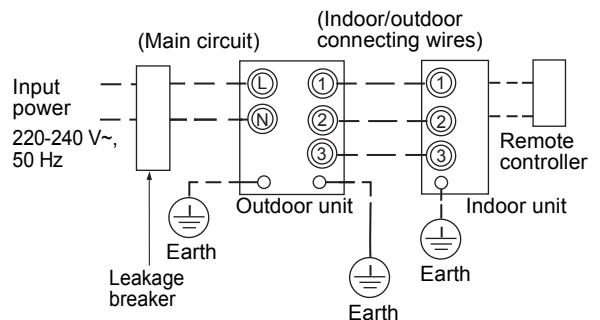 (Main circuit)
(Indoor/outdoor
connecting wires)
Input
power
220-240 V~,
50 Hz
L
N
1
2
3
1
2
3
Remote
controller
Outdoor unit
Indoor unit
Earth
Earth
Earth
Leakage
breaker